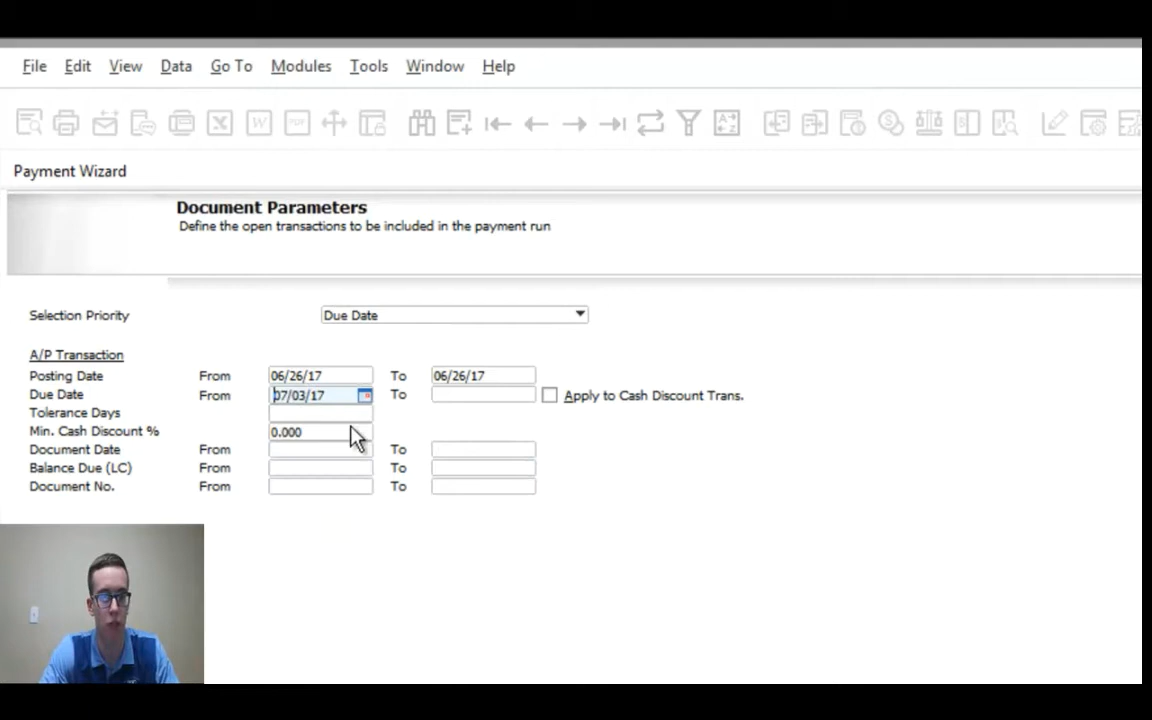 File Edit View Data Go To Modules Tools Window Help
Payment Wizard
Document Parameters
Define the open transactions to be included in the payment run
Selection Priority Due Date
A/P Transaction
Posting Date From 06/26/17 To 06/26/17
Due Date From 07/03/17 To Apply to Cash Discount Trans.
Tolerance Days
Min. Cash Discount % 0.000
Document Date From To
Balance Due (LC) From To
Document No. From To